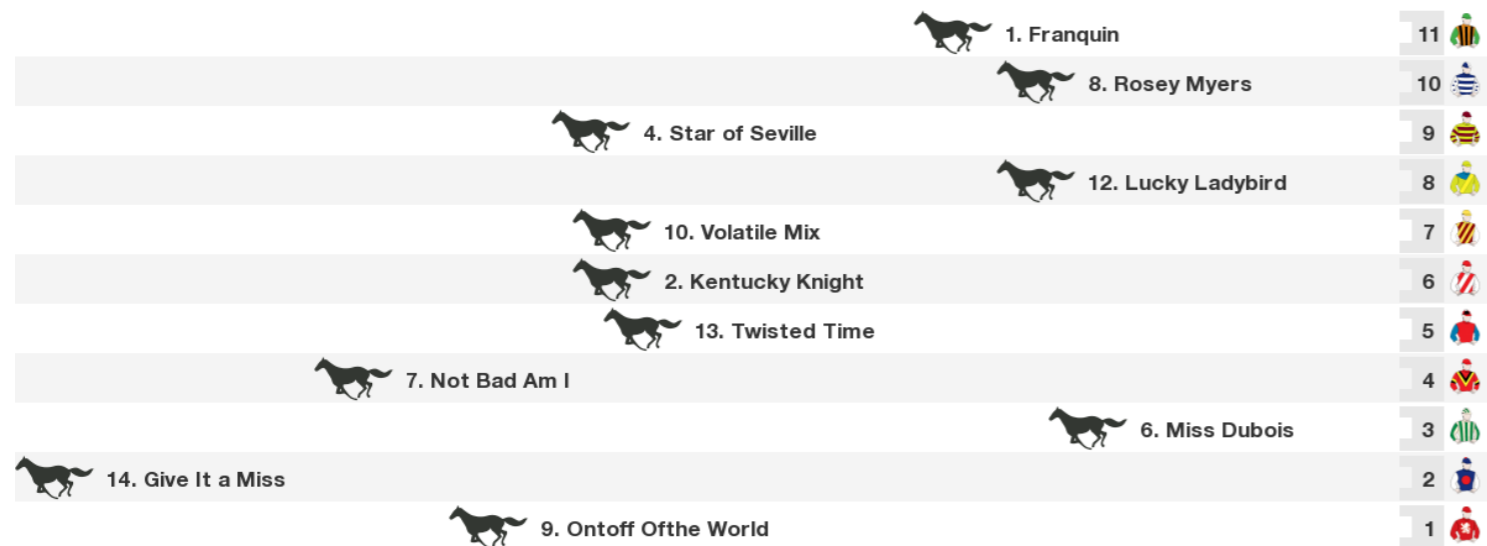 1. Franquin 11
8. Rosey Myers 10
4. Star of Seville 9
12. Lucky Ladybird 8
10. Volatile Mix 7
2. Kentucky Knight 6
13. Twisted Time 5
7. Not Bad Am I 4
6. Miss Dubois 3
14. Give It a Miss 2
9. Ontoff Ofthe World 1